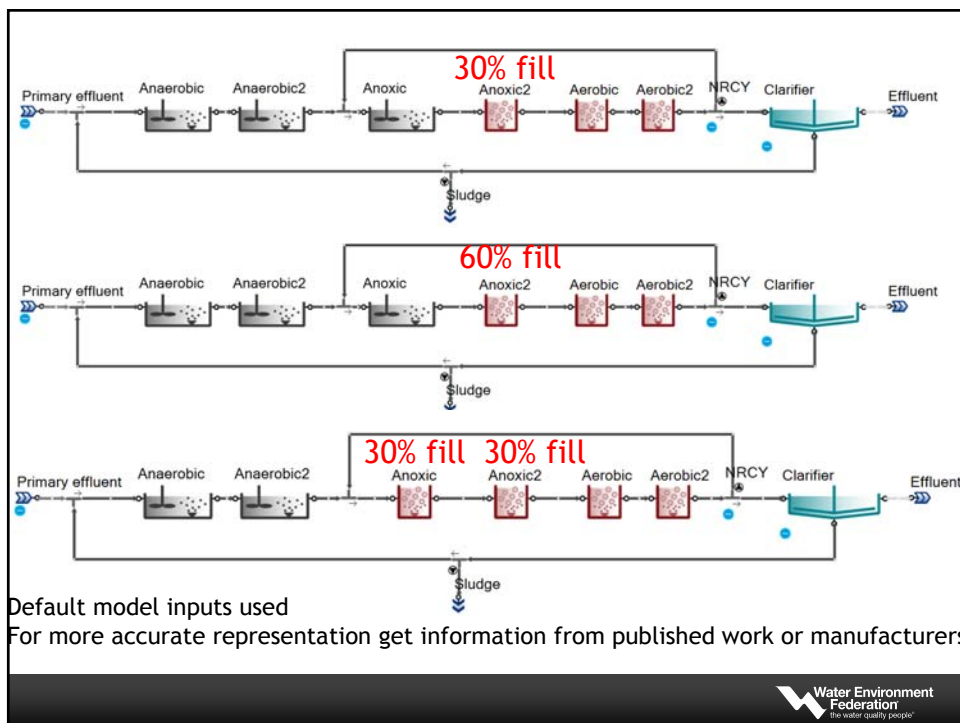 30% fill
Primary effluent Anaerobic Anaerobic2 Anoxic Anoxic2 Aerobic Aerobic2 NRCY Clarifier Effluent
Sludge
60% fill
Primary effluent Anaerobic Anaerobic2 Anoxic Anoxic2 Aerobic Aerobic2 NRCY Clarifier Effluent
Sludge
30% fill 30% fill
Primary effluent Anaerobic Anaerobic2 Anoxic Anoxic2 Aerobic Aerobic2 NRCY Clarifier Effluent
Sludge
Default model inputs used
For more accurate representation get information from published work or manufacturers
Water Environment
Federation
the water quality people®